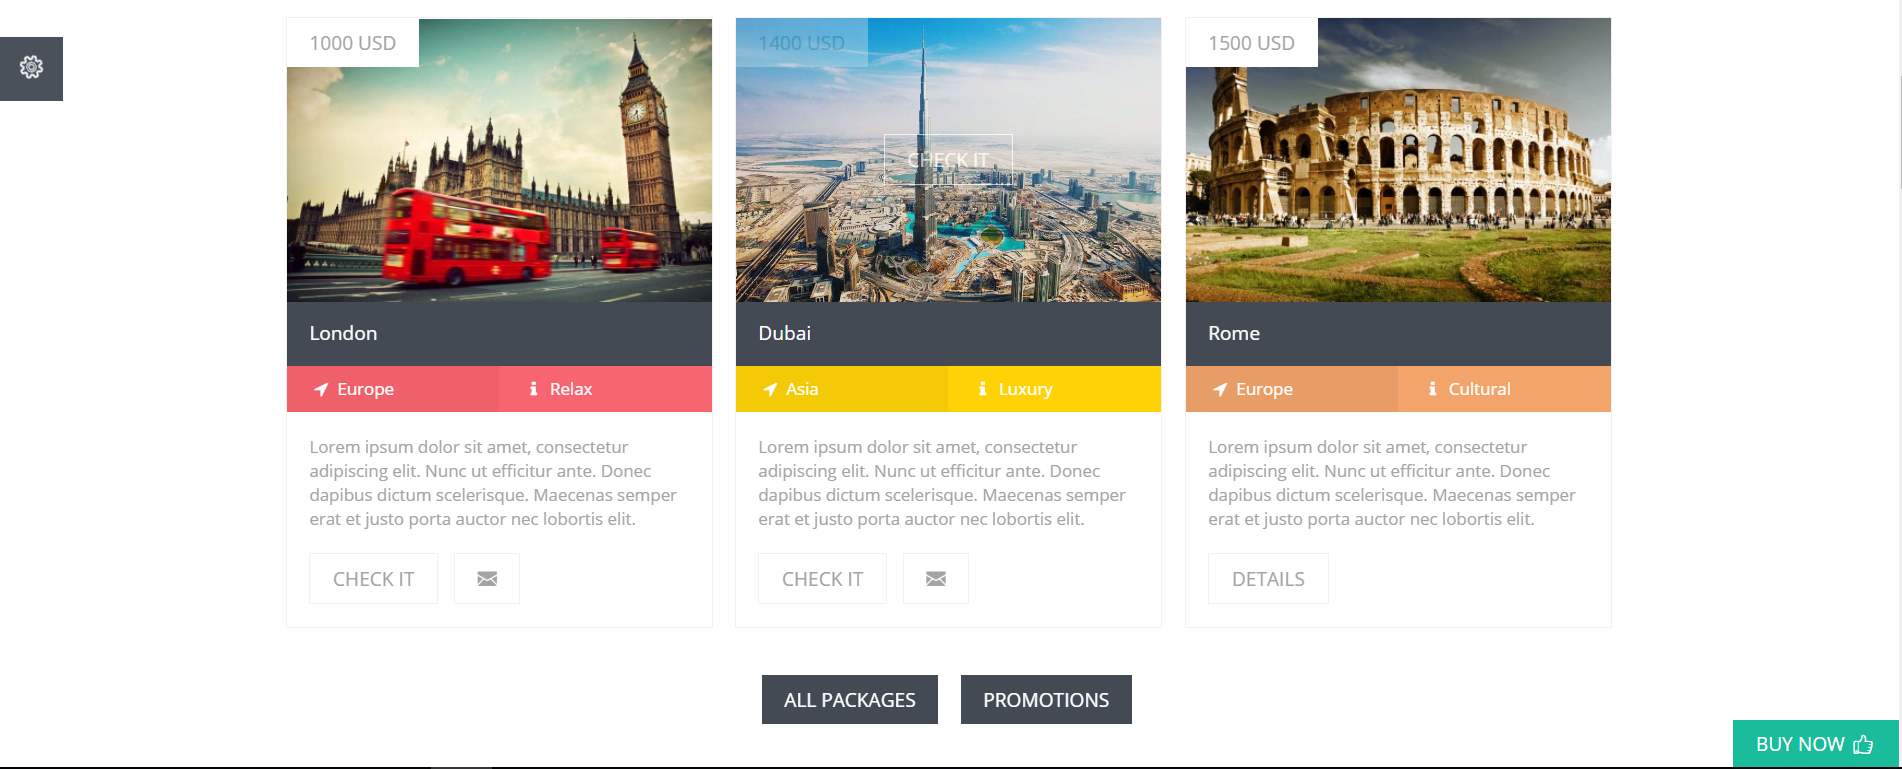 1000 USD
London
Europe
Relax
Lorem ipsum dolor sit amet, consectetur
adipiscing elit. Nunc ut efficitur ante. Donec
dapibus dictum scelerisque. Maecenas semper
erat et justo porta auctor nec lobortis elit.
CHECK IT
1400 USD
CHECK IT
Dubai
Asia
Luxury
Lorem ipsum dolor sit amet, consectetur
adipiscing elit. Nunc ut efficitur ante. Donec
dapibus dictum scelerisque. Maecenas semper
erat et justo porta auctor nec lobortis elit.
CHECK IT
1500 USD
Rome
Europe
Cultural
Lorem ipsum dolor sit amet, consectetur
adipiscing elit. Nunc ut efficitur ante. Donec
dapibus dictum scelerisque. Maecenas semper
erat et justo porta auctor nec lobortis elit.
DETAILS
ALL PACKAGES
PROMOTIONS
BUY NOW